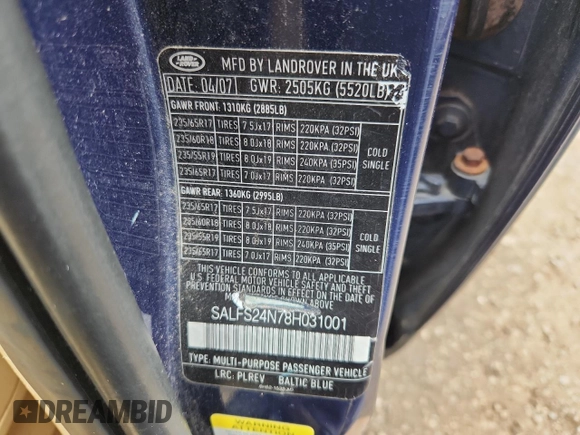 LAND ROVER
MFD BY LANDROVER IN THE UK
DATE: 04/07 GWR: 2505KG (5520LB)
GAWR FRONT: 1310KG (2885LB)
235/65R17 TIRES 7.5Jx17 RIMS 220KPA (32PSI)
235/60R18 TIRES 8.0Jx18 RIMS 220KPA (32PSI)
235/55R19 TIRES 8.0Jx19 RIMS 240KPA (35PSI)
235/65R17 TIRES 7.0Jx17 RIMS 220KPA (32PSI)
COLD
SINGLE
GAWR REAR: 1360KG (2995LB)
235/65R17 TIRES 7.5Jx17 RIMS 220KPA (32PSI)
235/60R18 TIRES 8.0Jx18 RIMS 220KPA (32PSI)
235/55R19 TIRES 8.0Jx19 RIMS 240KPA (35PSI)
235/65R17 TIRES 7.0Jx17 RIMS 220KPA (32PSI)
COLD
SINGLE
THIS VEHICLE CONFORMS TO ALL APPLICABLE
U.S. FEDERAL MOTOR VEHICLE SAFETY AND THEFT
PREVENTION STANDARDS IN EFFECT ON THE DATE OF
SHOWN ABOVE
SALFS24N78H031001
TYPE: MULTI-PURPOSE PASSENGER VEHICLE
LRC: PLREV BALTIC BLUE
WARNING
ATTENTION
DREAMBID